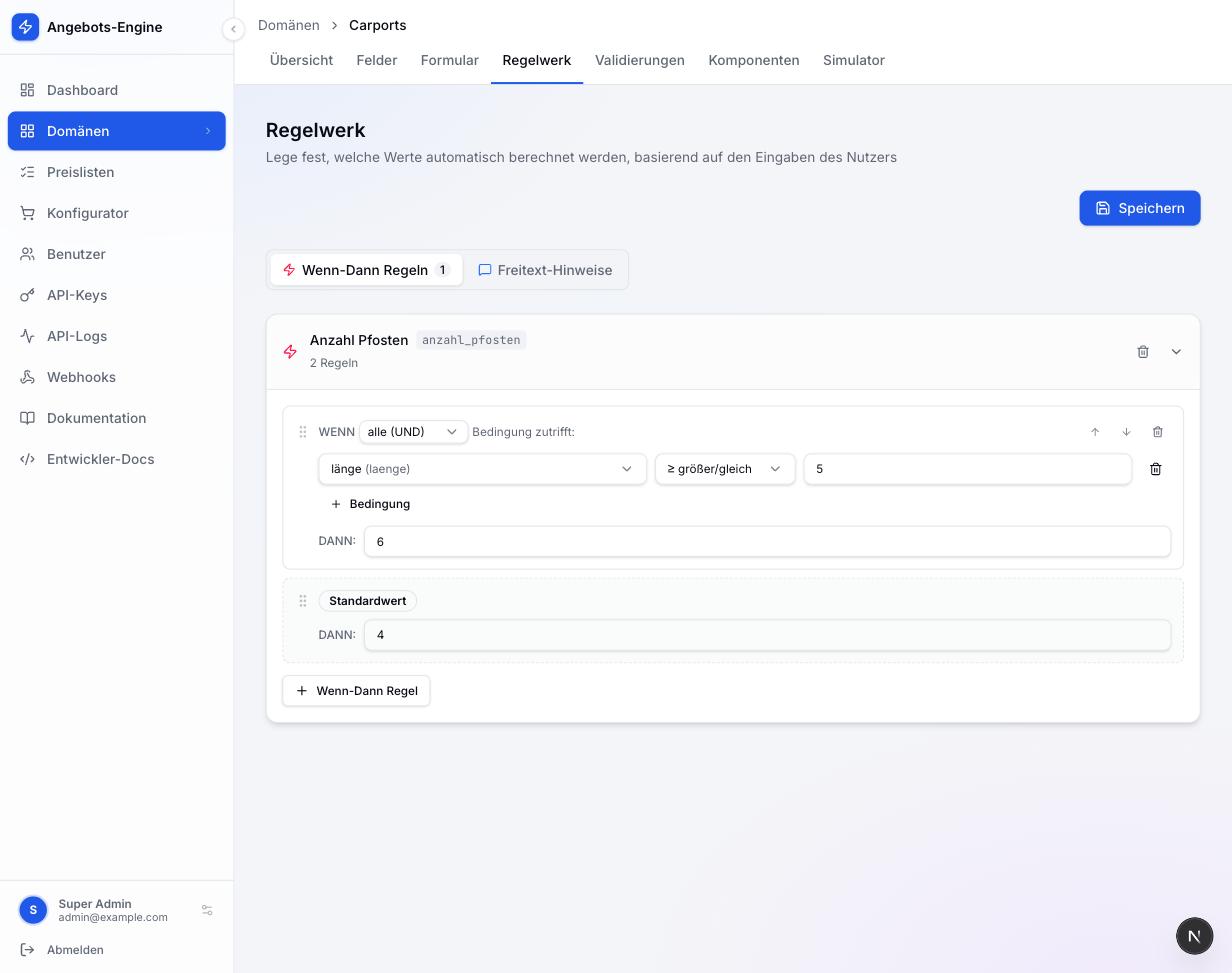 Angebots-Engine
Domänen
Carports
Übersicht Felder Formular Regelwerk Validierungen Komponenten Simulator
Dashboard
Domänen
Preislisten
Konfigurator
Benutzer
API-Keys
API-Logs
Webhooks
Dokumentation
Entwickler-Docs
Regelwerk
Lege fest, welche Werte automatisch berechnet werden, basierend auf den Eingaben des Nutzers
Speichern
Wenn-Dann Regeln 1 Freitext-Hinweise
Anzahl Pfosten anzahl_pfosten
2 Regeln
WENN alle (UND) Bedingung zutrifft:
länge (laenge) ≥ größer/gleich 5
+ Bedingung
DANN: 6
Standardwert
DANN: 4
+ Wenn-Dann Regel
S
Super Admin
admin@example.com
Abmelden
N